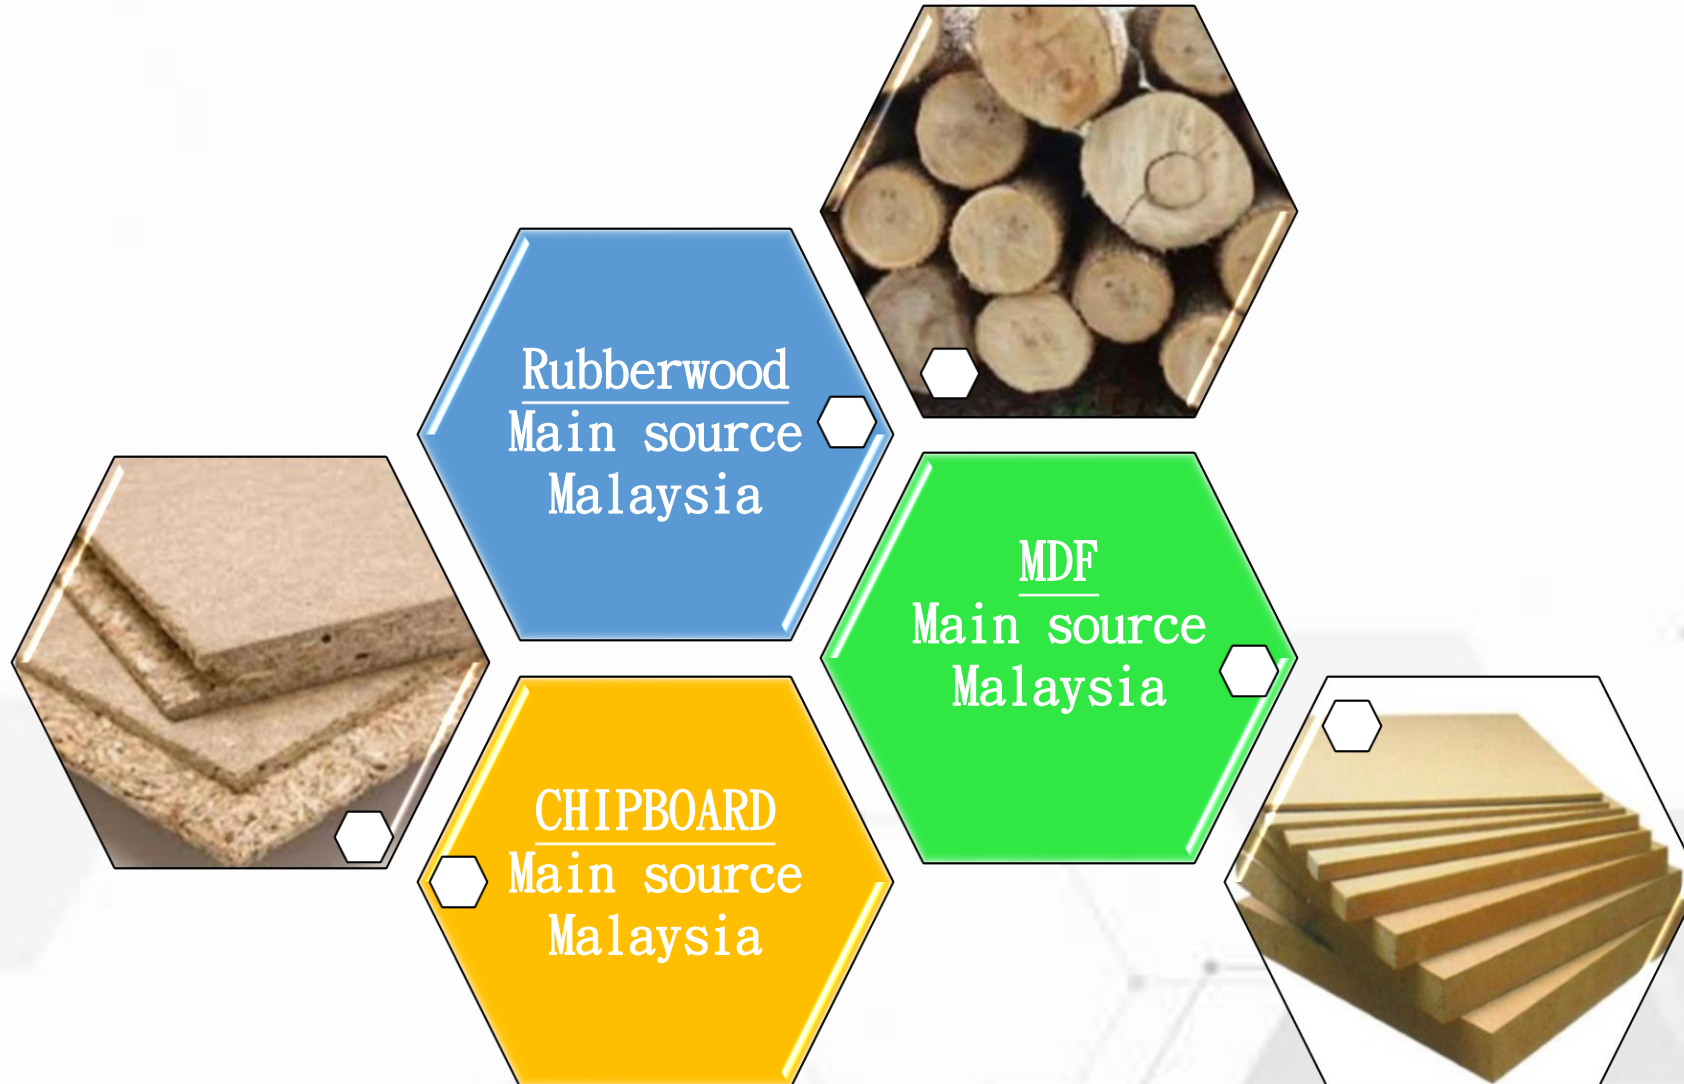 Rubberwood
Main source
Malaysia
MDF
Main source
Malaysia
CHIPBOARD
Main source
Malaysia